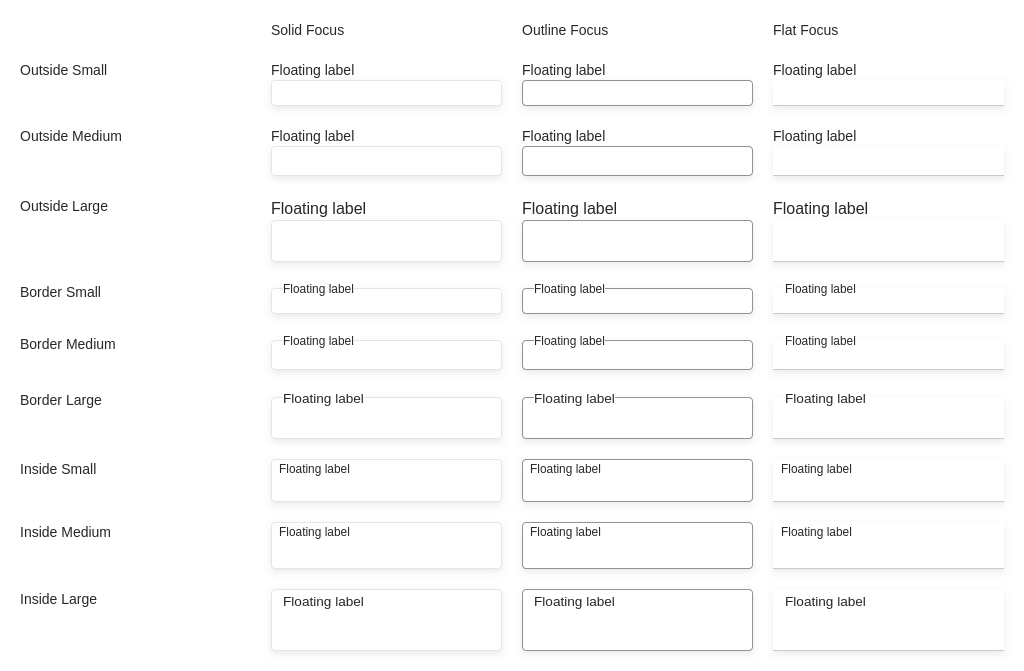 Solid Focus Outline Focus Flat Focus
Outside Small Floating label Floating label Floating label
Outside Medium Floating label Floating label Floating label
Outside Large Floating label Floating label Floating label
Border Small Floating label Floating label Floating label
Border Medium Floating label Floating label Floating label
Border Large Floating label Floating label Floating label
Inside Small Floating label Floating label Floating label
Inside Medium Floating label Floating label Floating label
Inside Large Floating label Floating label Floating label